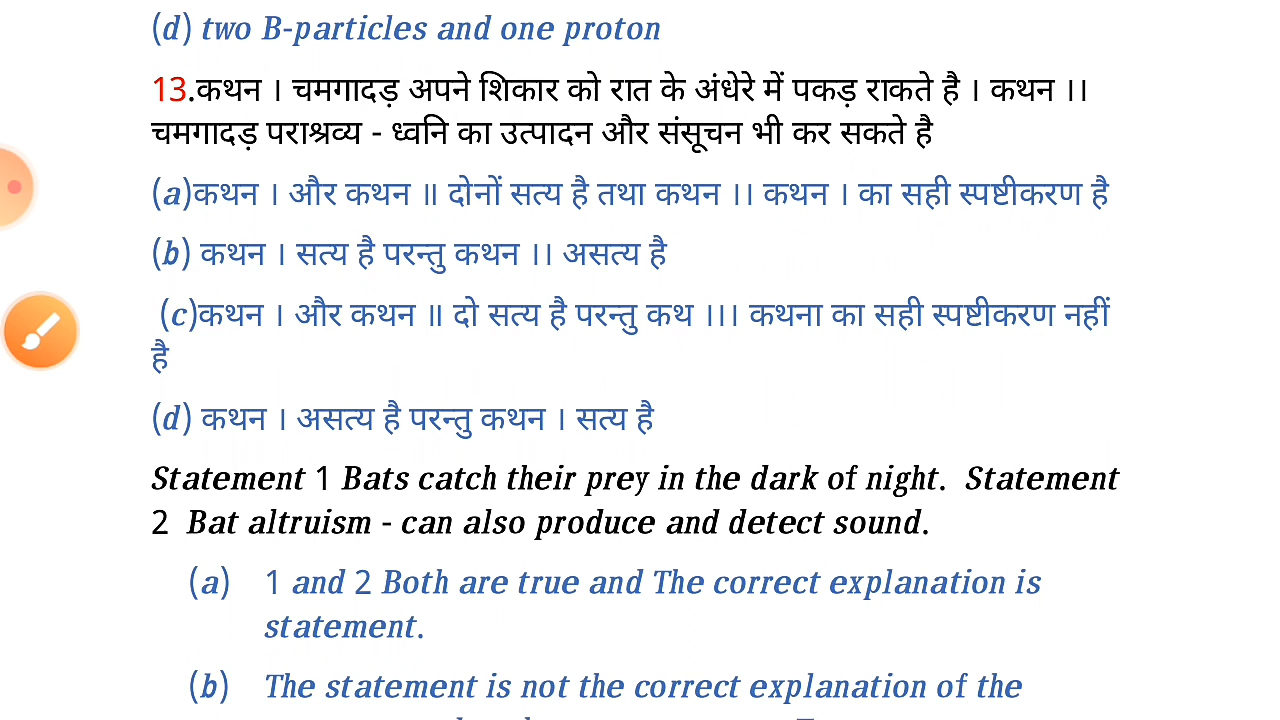 (d) two B-particles and one proton
13.कथन । चमगादड़ अपने शिकार को रात के अंधेरे में पकड़ राकते है । कथन ।।
चमगादड़ पराश्रव्य - ध्वनि का उत्पादन और संसूचन भी कर सकते है
(a)कथन । और कथन ॥ दोनों सत्य है तथा कथन ।। कथन । का सही स्पष्टीकरण है
(b) कथन । सत्य है परन्तु कथन ।। असत्य है
(c)कथन । और कथन ॥ दो सत्य है परन्तु कथ ।।। कथना का सही स्पष्टीकरण नहीं
है
(d) कथन । असत्य है परन्तु कथन । सत्य है
Statement 1 Bats catch their prey in the dark of night. Statement
2 Bat altruism - can also produce and detect sound.
(a) 1 and 2 Both are true and The correct explanation is
statement.
(b) The statement is not the correct explanation of the